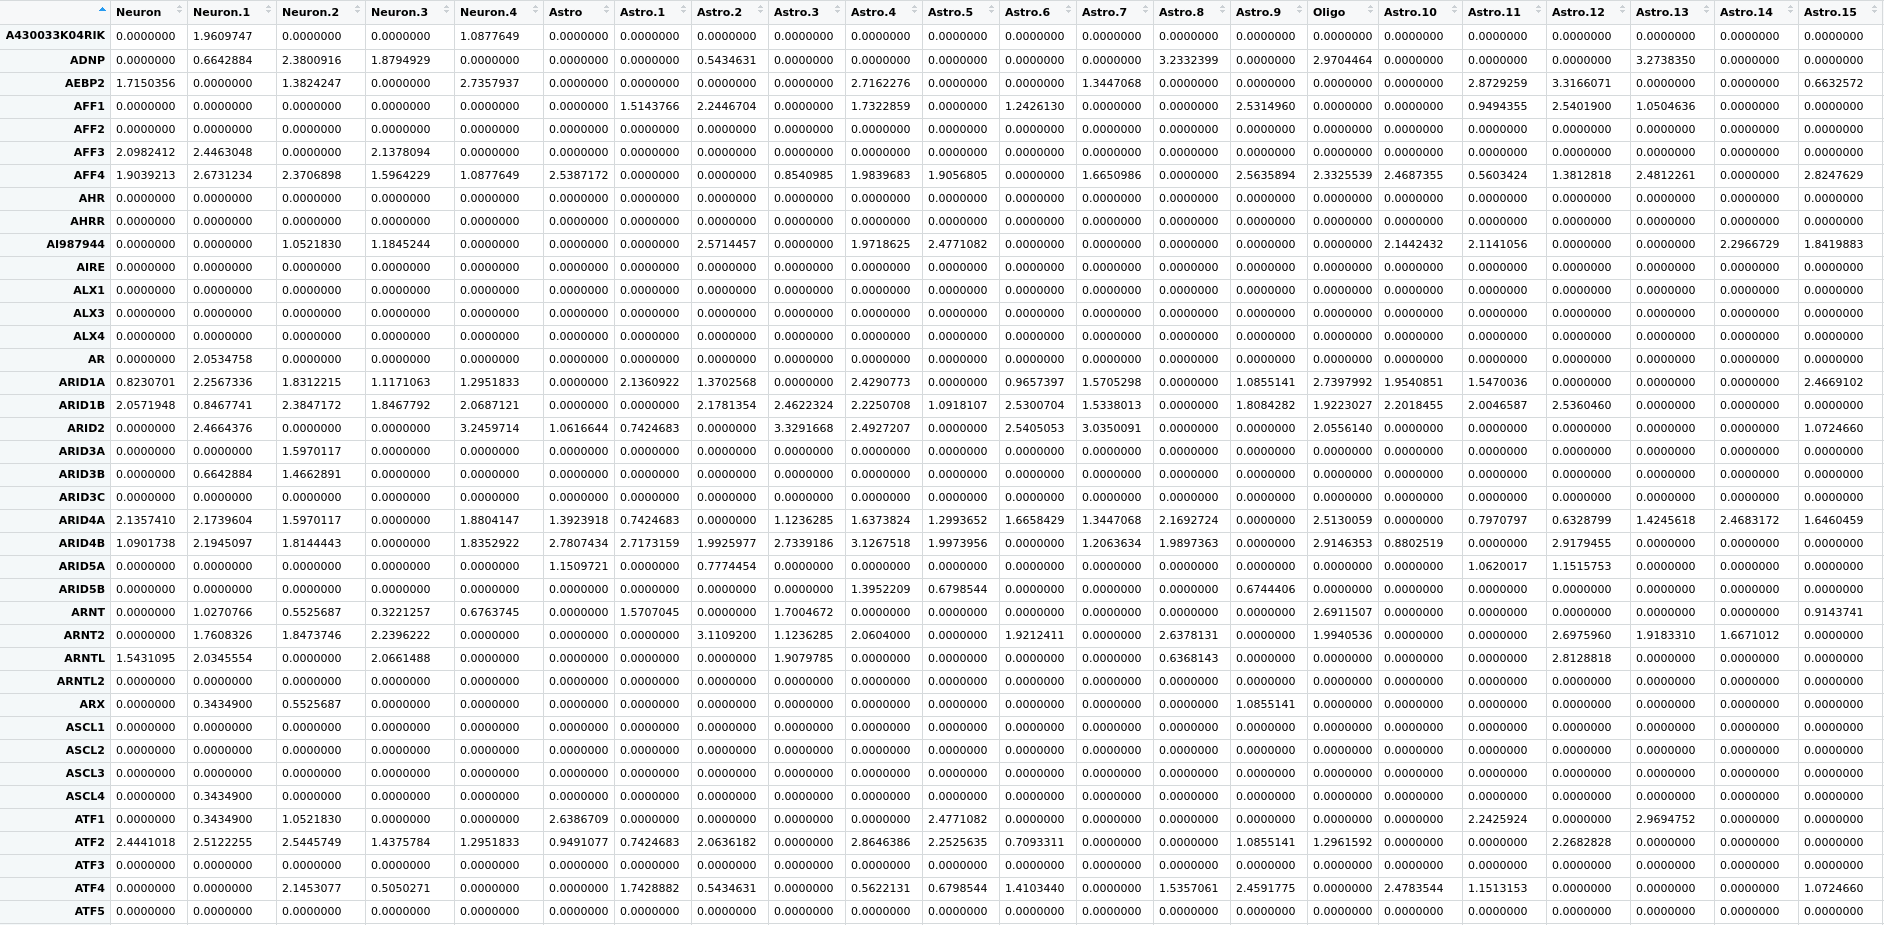 Neuron Neuron.1 Neuron.2 Neuron.3 Neuron.4 Astro Astro.1 Astro.2 Astro.3 Astro.4 Astro.5 Astro.6 Astro.7 Astro.8 Astro.9 Oligo Astro.10 Astro.11 Astro.12 Astro.13 Astro.14 Astro.15
A430033K04RIK 0.0000000 1.9609747 0.0000000 0.0000000 1.0877649 0.0000000 0.0000000 0.0000000 0.0000000 0.0000000 0.0000000 0.0000000 0.0000000 0.0000000 0.0000000 0.0000000 0.0000000 0.0000000 0.0000000 0.0000000 0.0000000 0.0000000
ADNP 0.0000000 0.6642884 2.3800916 1.8794929 0.0000000 0.0000000 0.0000000 0.5434631 0.0000000 0.0000000 0.0000000 0.0000000 0.0000000 3.2332399 0.0000000 2.9704464 0.0000000 0.0000000 0.0000000 3.2738350 0.0000000 0.0000000
AEBP2 1.7150356 0.0000000 1.3824247 0.0000000 2.7357937 0.0000000 0.0000000 0.0000000 0.0000000 2.7162276 0.0000000 0.0000000 1.3447068 0.0000000 0.0000000 0.0000000 0.0000000 2.8729259 3.3166071 0.0000000 0.0000000 0.6632572
AFF1 0.0000000 0.0000000 0.0000000 0.0000000 0.0000000 0.0000000 1.5143766 2.2446704 0.0000000 1.7322859 0.0000000 1.2426130 0.0000000 0.0000000 2.5314960 0.0000000 0.0000000 0.9494355 2.5401900 1.0504636 0.0000000 0.0000000
AFF2 0.0000000 0.0000000 0.0000000 0.0000000 0.0000000 0.0000000 0.0000000 0.0000000 0.0000000 0.0000000 0.0000000 0.0000000 0.0000000 0.0000000 0.0000000 0.0000000 0.0000000 0.0000000 0.0000000 0.0000000 0.0000000 0.0000000
AFF3 2.0982412 2.4463048 0.0000000 2.1378094 0.0000000 0.0000000 0.0000000 0.0000000 0.0000000 0.0000000 0.0000000 0.0000000 0.0000000 0.0000000 0.0000000 0.0000000 0.0000000 0.0000000 0.0000000 0.0000000 0.0000000 0.0000000
AFF4 1.9039213 2.6731234 2.3706898 1.5964229 1.0877649 2.5387172 0.0000000 0.0000000 0.8540985 1.9839683 1.9056805 0.0000000 1.6650986 0.0000000 2.5635894 2.3325539 2.4687355 0.5603424 1.3812818 2.4812261 0.0000000 2.8247629
AHR 0.0000000 0.0000000 0.0000000 0.0000000 0.0000000 0.0000000 0.0000000 0.0000000 0.0000000 0.0000000 0.0000000 0.0000000 0.0000000 0.0000000 0.0000000 0.0000000 0.0000000 0.0000000 0.0000000 0.0000000 0.0000000 0.0000000
AHRR 0.0000000 0.0000000 0.0000000 0.0000000 0.0000000 0.0000000 0.0000000 0.0000000 0.0000000 0.0000000 0.0000000 0.0000000 0.0000000 0.0000000 0.0000000 0.0000000 0.0000000 0.0000000 0.0000000 0.0000000 0.0000000 0.0000000
AI987944 0.0000000 0.0000000 1.0521830 1.1845244 0.0000000 0.0000000 0.0000000 2.5714457 0.0000000 1.9718625 2.4771082 0.0000000 0.0000000 0.0000000 0.0000000 0.0000000 2.1442432 2.1141056 0.0000000 0.0000000 2.2966729 1.8419883
AIRE 0.0000000 0.0000000 0.0000000 0.0000000 0.0000000 0.0000000 0.0000000 0.0000000 0.0000000 0.0000000 0.0000000 0.0000000 0.0000000 0.0000000 0.0000000 0.0000000 0.0000000 0.0000000 0.0000000 0.0000000 0.0000000 0.0000000
ALX1 0.0000000 0.0000000 0.0000000 0.0000000 0.0000000 0.0000000 0.0000000 0.0000000 0.0000000 0.0000000 0.0000000 0.0000000 0.0000000 0.0000000 0.0000000 0.0000000 0.0000000 0.0000000 0.0000000 0.0000000 0.0000000 0.0000000
ALX3 0.0000000 0.0000000 0.0000000 0.0000000 0.0000000 0.0000000 0.0000000 0.0000000 0.0000000 0.0000000 0.0000000 0.0000000 0.0000000 0.0000000 0.0000000 0.0000000 0.0000000 0.0000000 0.0000000 0.0000000 0.0000000 0.0000000
ALX4 0.0000000 0.0000000 0.0000000 0.0000000 0.0000000 0.0000000 0.0000000 0.0000000 0.0000000 0.0000000 0.0000000 0.0000000 0.0000000 0.0000000 0.0000000 0.0000000 0.0000000 0.0000000 0.0000000 0.0000000 0.0000000 0.0000000
AR 0.0000000 2.0534758 0.0000000 0.0000000 0.0000000 0.0000000 0.0000000 0.0000000 0.0000000 0.0000000 0.0000000 0.0000000 0.0000000 0.0000000 0.0000000 0.0000000 0.0000000 0.0000000 0.0000000 0.0000000 0.0000000 0.0000000
ARID1A 0.8230701 2.2567336 1.8312215 1.1171063 1.2951833 0.0000000 2.1360922 1.3702568 0.0000000 2.4290773 0.0000000 0.9657397 1.5705298 0.0000000 1.0855141 2.7397992 1.9540851 1.5470036 0.0000000 0.0000000 0.0000000 2.4669102
ARID1B 2.0571948 0.8467741 2.3847172 1.8467792 2.0687121 0.0000000 0.0000000 2.1781354 2.4622324 2.2250708 1.0918107 2.5300704 1.5338013 0.0000000 1.8084282 1.9223027 2.2018455 2.0046587 2.5360460 0.0000000 0.0000000 0.0000000
ARID2 0.0000000 2.4664376 0.0000000 0.0000000 3.2459714 1.0616644 0.7424683 0.0000000 3.3291668 2.4927207 0.0000000 2.5405053 3.0350091 0.0000000 0.0000000 2.0556140 0.0000000 0.0000000 0.0000000 0.0000000 0.0000000 1.0724660
ARID3A 0.0000000 0.0000000 1.5970117 0.0000000 0.0000000 0.0000000 0.0000000 0.0000000 0.0000000 0.0000000 0.0000000 0.0000000 0.0000000 0.0000000 0.0000000 0.0000000 0.0000000 0.0000000 0.0000000 0.0000000 0.0000000 0.0000000
ARID3B 0.0000000 0.6642884 1.4662891 0.0000000 0.0000000 0.0000000 0.0000000 0.0000000 0.0000000 0.0000000 0.0000000 0.0000000 0.0000000 0.0000000 0.0000000 0.0000000 0.0000000 0.0000000 0.0000000 0.0000000 0.0000000 0.0000000
ARID3C 0.0000000 0.0000000 0.0000000 0.0000000 0.0000000 0.0000000 0.0000000 0.0000000 0.0000000 0.0000000 0.0000000 0.0000000 0.0000000 0.0000000 0.0000000 0.0000000 0.0000000 0.0000000 0.0000000 0.0000000 0.0000000 0.0000000
ARID4A 2.1357410 2.1739604 1.5970117 0.0000000 1.8804147 1.3923918 0.7424683 0.0000000 1.1236285 1.6373824 1.2993652 1.6658429 1.3447068 2.1692724 0.0000000 2.5130059 0.0000000 0.7970797 0.6328799 1.4245618 2.4683172 1.6460459
ARID4B 1.0901738 2.1945097 1.8144443 0.0000000 1.8352922 2.7807434 2.7173159 1.9925977 2.7339186 3.1267518 1.9973956 0.0000000 1.2063634 1.9897363 0.0000000 2.9146353 0.8802519 0.0000000 2.9179455 0.0000000 0.0000000 0.0000000
ARID5A 0.0000000 0.0000000 0.0000000 0.0000000 0.0000000 1.1509721 0.0000000 0.7774454 0.0000000 0.0000000 0.0000000 0.0000000 0.0000000 0.0000000 0.0000000 0.0000000 0.0000000 1.0620017 1.1515753 0.0000000 0.0000000 0.0000000
ARID5B 0.0000000 0.0000000 0.0000000 0.0000000 0.0000000 0.0000000 0.0000000 0.0000000 0.0000000 1.3952209 0.6798544 0.0000000 0.0000000 0.0000000 0.6744406 0.0000000 0.0000000 0.0000000 0.0000000 0.0000000 0.0000000 0.0000000
ARNT 0.0000000 1.0270766 0.5525687 0.3221257 0.6763745 0.0000000 1.5707045 0.0000000 1.7004672 0.0000000 0.0000000 0.0000000 0.0000000 0.0000000 0.0000000 2.6911507 0.0000000 0.0000000 0.0000000 0.0000000 0.0000000 0.9143741
ARNT2 0.0000000 1.7608326 1.8473746 2.2396222 0.0000000 0.0000000 0.0000000 3.1109200 1.1236285 2.0604000 0.0000000 1.9212411 0.0000000 2.6378131 0.0000000 1.9940536 0.0000000 0.0000000 2.6975960 1.9183310 1.6671012 0.0000000
ARNTL 1.5431095 2.0345554 0.0000000 2.0661488 0.0000000 0.0000000 0.0000000 0.0000000 1.9079785 0.0000000 0.0000000 0.0000000 0.0000000 0.6368143 0.0000000 0.0000000 0.0000000 0.0000000 2.8128818 0.0000000 0.0000000 0.0000000
ARNTL2 0.0000000 0.0000000 0.0000000 0.0000000 0.0000000 0.0000000 0.0000000 0.0000000 0.0000000 0.0000000 0.0000000 0.0000000 0.0000000 0.0000000 0.0000000 0.0000000 0.0000000 0.0000000 0.0000000 0.0000000 0.0000000 0.0000000
ARX 0.0000000 0.3434900 0.5525687 0.0000000 0.0000000 0.0000000 0.0000000 0.0000000 0.0000000 0.0000000 0.0000000 0.0000000 0.0000000 0.0000000 1.0855141 0.0000000 0.0000000 0.0000000 0.0000000 0.0000000 0.0000000 0.0000000
ASCL1 0.0000000 0.0000000 0.0000000 0.0000000 0.0000000 0.0000000 0.0000000 0.0000000 0.0000000 0.0000000 0.0000000 0.0000000 0.0000000 0.0000000 0.0000000 0.0000000 0.0000000 0.0000000 0.0000000 0.0000000 0.0000000 0.0000000
ASCL2 0.0000000 0.0000000 0.0000000 0.0000000 0.0000000 0.0000000 0.0000000 0.0000000 0.0000000 0.0000000 0.0000000 0.0000000 0.0000000 0.0000000 0.0000000 0.0000000 0.0000000 0.0000000 0.0000000 0.0000000 0.0000000 0.0000000
ASCL3 0.0000000 0.0000000 0.0000000 0.0000000 0.0000000 0.0000000 0.0000000 0.0000000 0.0000000 0.0000000 0.0000000 0.0000000 0.0000000 0.0000000 0.0000000 0.0000000 0.0000000 0.0000000 0.0000000 0.0000000 0.0000000 0.0000000
ASCL4 0.0000000 0.3434900 0.0000000 0.0000000 0.0000000 0.0000000 0.0000000 0.0000000 0.0000000 0.0000000 0.0000000 0.0000000 0.0000000 0.0000000 0.0000000 0.0000000 0.0000000 0.0000000 0.0000000 0.0000000 0.0000000 0.0000000
ATF1 0.0000000 0.3434900 1.0521830 0.0000000 0.0000000 2.6386709 0.0000000 0.0000000 0.0000000 0.0000000 2.4771082 0.0000000 0.0000000 0.0000000 0.0000000 0.0000000 0.0000000 2.2425924 0.0000000 2.9694752 0.0000000 0.0000000
ATF2 2.4441018 2.5122255 2.5445749 1.4375784 1.2951833 0.9491077 0.7424683 2.0636182 0.0000000 2.8646386 2.2525635 0.7093311 0.0000000 0.0000000 1.0855141 1.2961592 0.0000000 0.0000000 2.2682828 0.0000000 0.0000000 0.0000000
ATF3 0.0000000 0.0000000 0.0000000 0.0000000 0.0000000 0.0000000 0.0000000 0.0000000 0.0000000 0.0000000 0.0000000 0.0000000 0.0000000 0.0000000 0.0000000 0.0000000 0.0000000 0.0000000 0.0000000 0.0000000 0.0000000 0.0000000
ATF4 0.0000000 0.0000000 2.1453077 0.5050271 0.0000000 0.0000000 1.7428882 0.5434631 0.0000000 0.5622131 0.6798544 1.4103440 0.0000000 1.5357061 2.4591775 0.0000000 2.4783544 1.1513153 0.0000000 0.0000000 0.0000000 1.0724660
ATF5 0.0000000 0.0000000 0.0000000 0.0000000 0.0000000 0.0000000 0.0000000 0.0000000 0.0000000 0.0000000 0.0000000 0.0000000 0.0000000 0.0000000 0.0000000 0.0000000 0.0000000 0.0000000 0.0000000 0.0000000 0.0000000 0.0000000